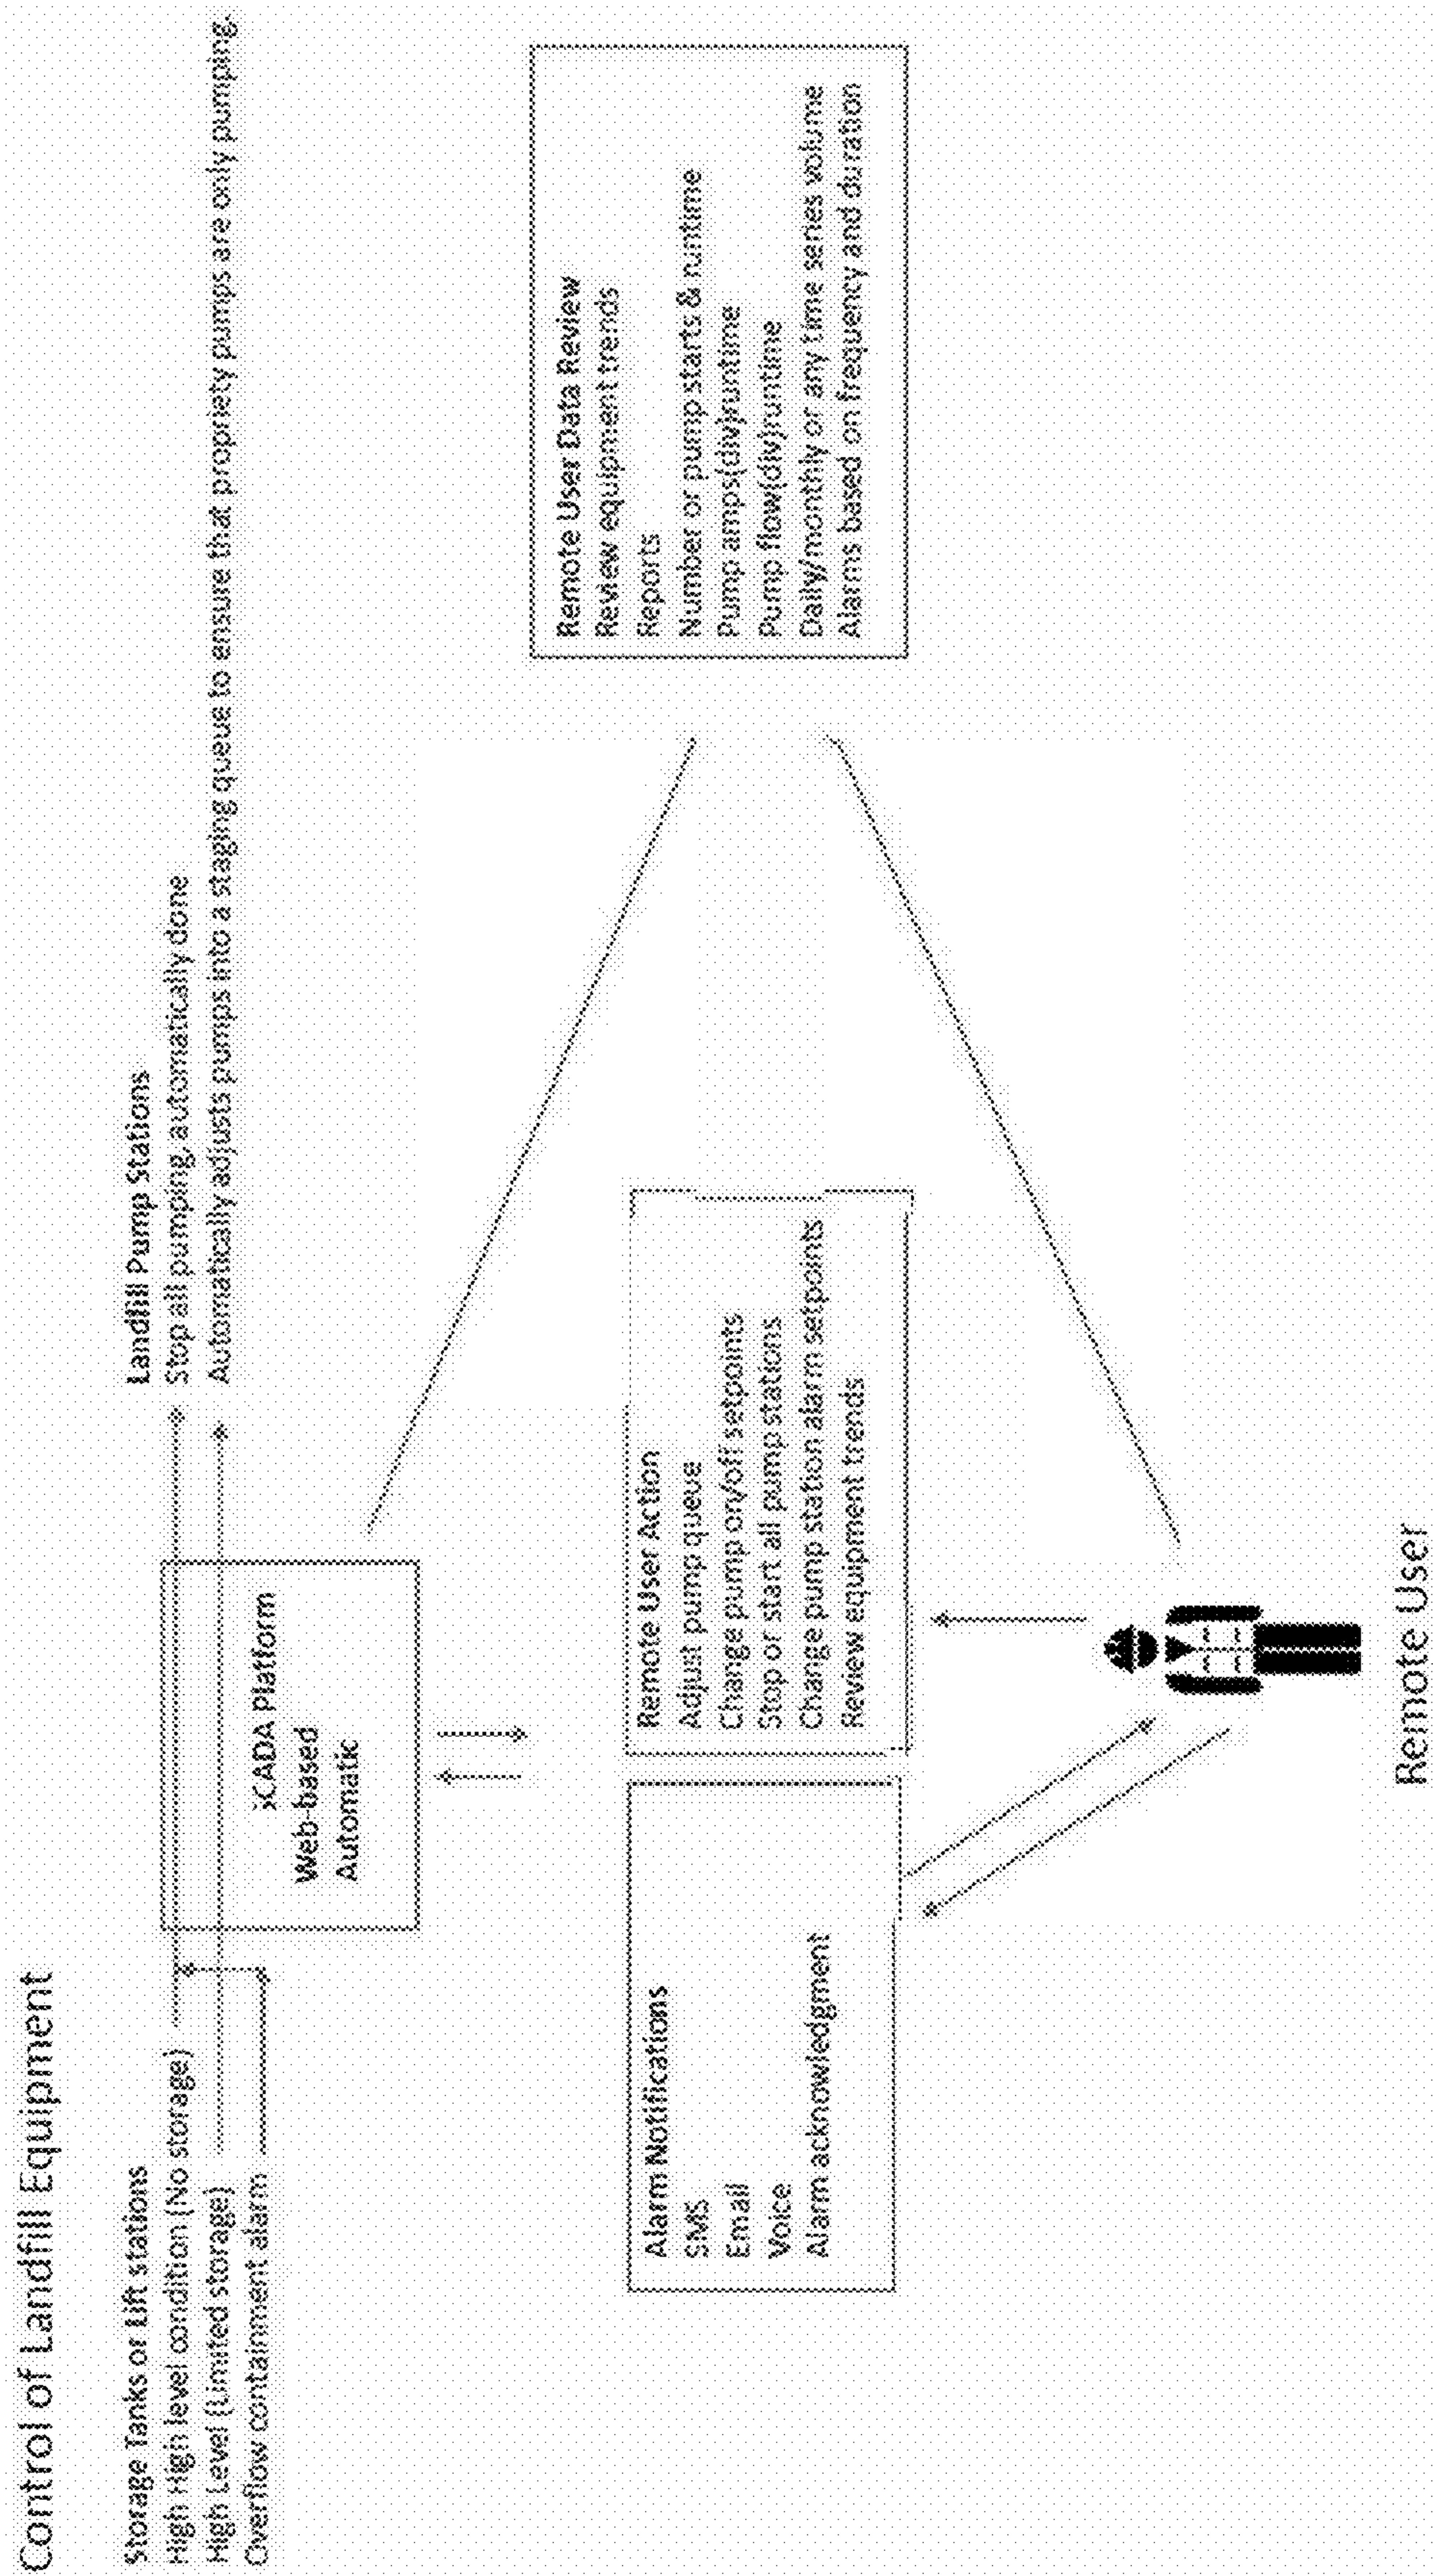 Control of Landfill Equipment
Storage Tanks or Lift stations
High High level condition (No storage)
High Level (Limited storage)
Overflow containment alarm
Landfill Pump Stations
Stop all pumping, automatically done
Automatically adjusts pumps into a staging queue to ensure that propriety pumps are only pumping.
sCADA Platform
Web-based
Automatic
Alarm Notifications
SMS
Email
Voice
Alarm acknowledgment
Remote User Action
Adjust pump queue
Change pump on/off setpoints
Stop or start all pump stations
Change pump station alarm setpoints
Review equipment trends
Remote User Data Review
Review equipment trends
Reports
Number or pump starts & runtime
Pump amps(div)runtime
Pump flow(div)runtime
Daily/monthly or any time series volume
Alarms based on frequency and duration
Remote User